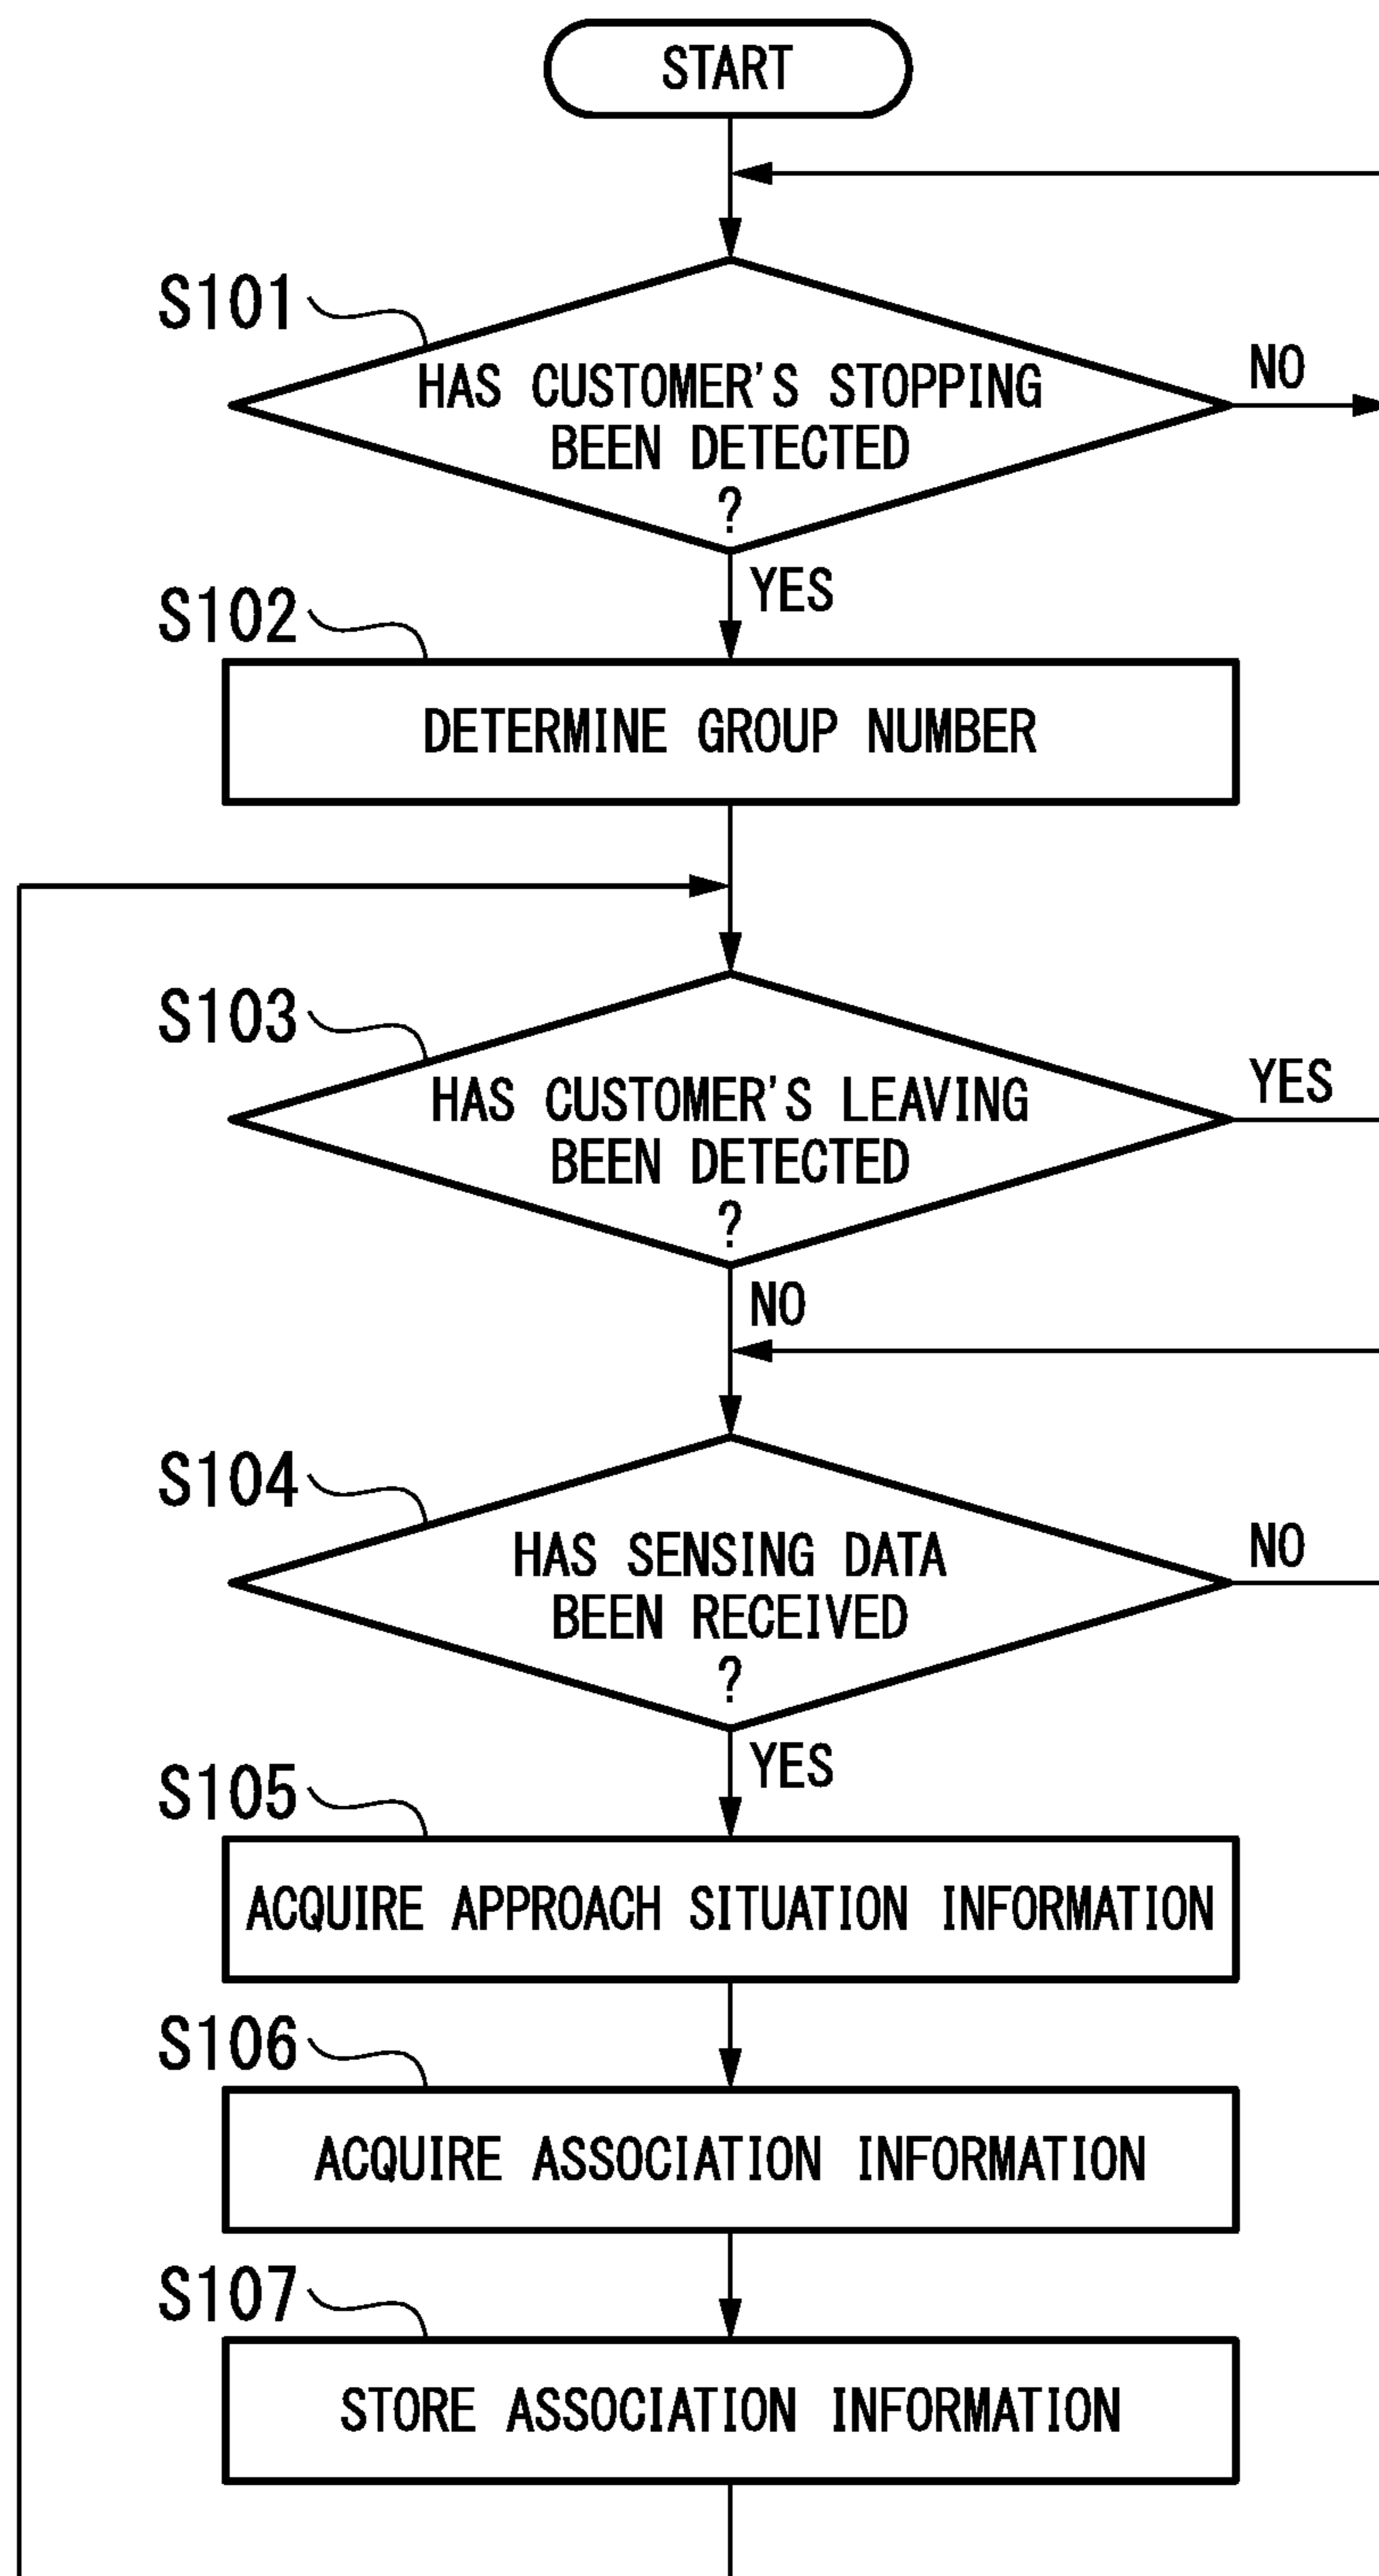 START
S101
HAS CUSTOMER'S STOPPING
BEEN DETECTED
?
NO
YES
S102
DETERMINE GROUP NUMBER
S103
HAS CUSTOMER'S LEAVING
BEEN DETECTED
?
YES
NO
S104
HAS SENSING DATA
BEEN RECEIVED
?
NO
YES
S105
ACQUIRE APPROACH SITUATION INFORMATION
S106
ACQUIRE ASSOCIATION INFORMATION
S107
STORE ASSOCIATION INFORMATION